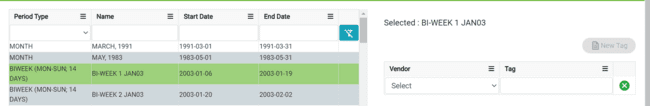 Period Type Name Start Date End Date
MONTH MARCH, 1991 1991-03-01 1991-03-31
MONTH MAY, 1983 1983-05-01 1983-05-31
BIWEEK (MON-SUN; 14 DAYS) BI-WEEK 1 JAN03 2003-01-06 2003-01-19
BIWEEK (MON-SUN; 14 DAYS) BI-WEEK 2 JAN03 2003-01-20 2003-02-02
Selected : BI-WEEK 1 JAN03
New Tag
Vendor Tag
Select